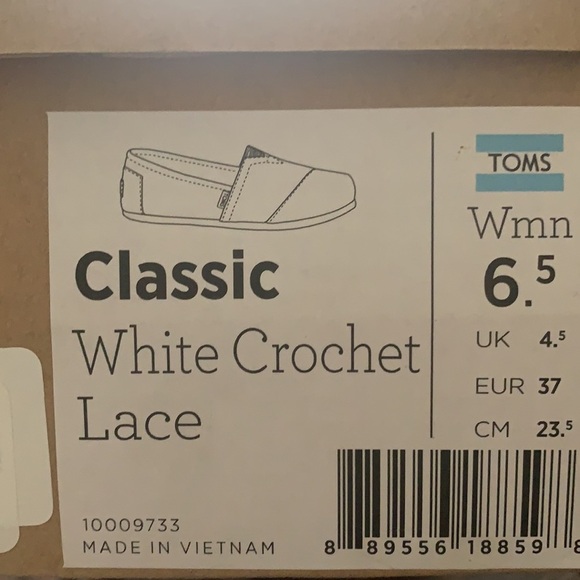 TOMS
Wmn
6.5
UK 4.5
EUR 37
CM 23.5
Classic
White Crochet
Lace
10009733
MADE IN VIETNAM
8 89556 18859 8